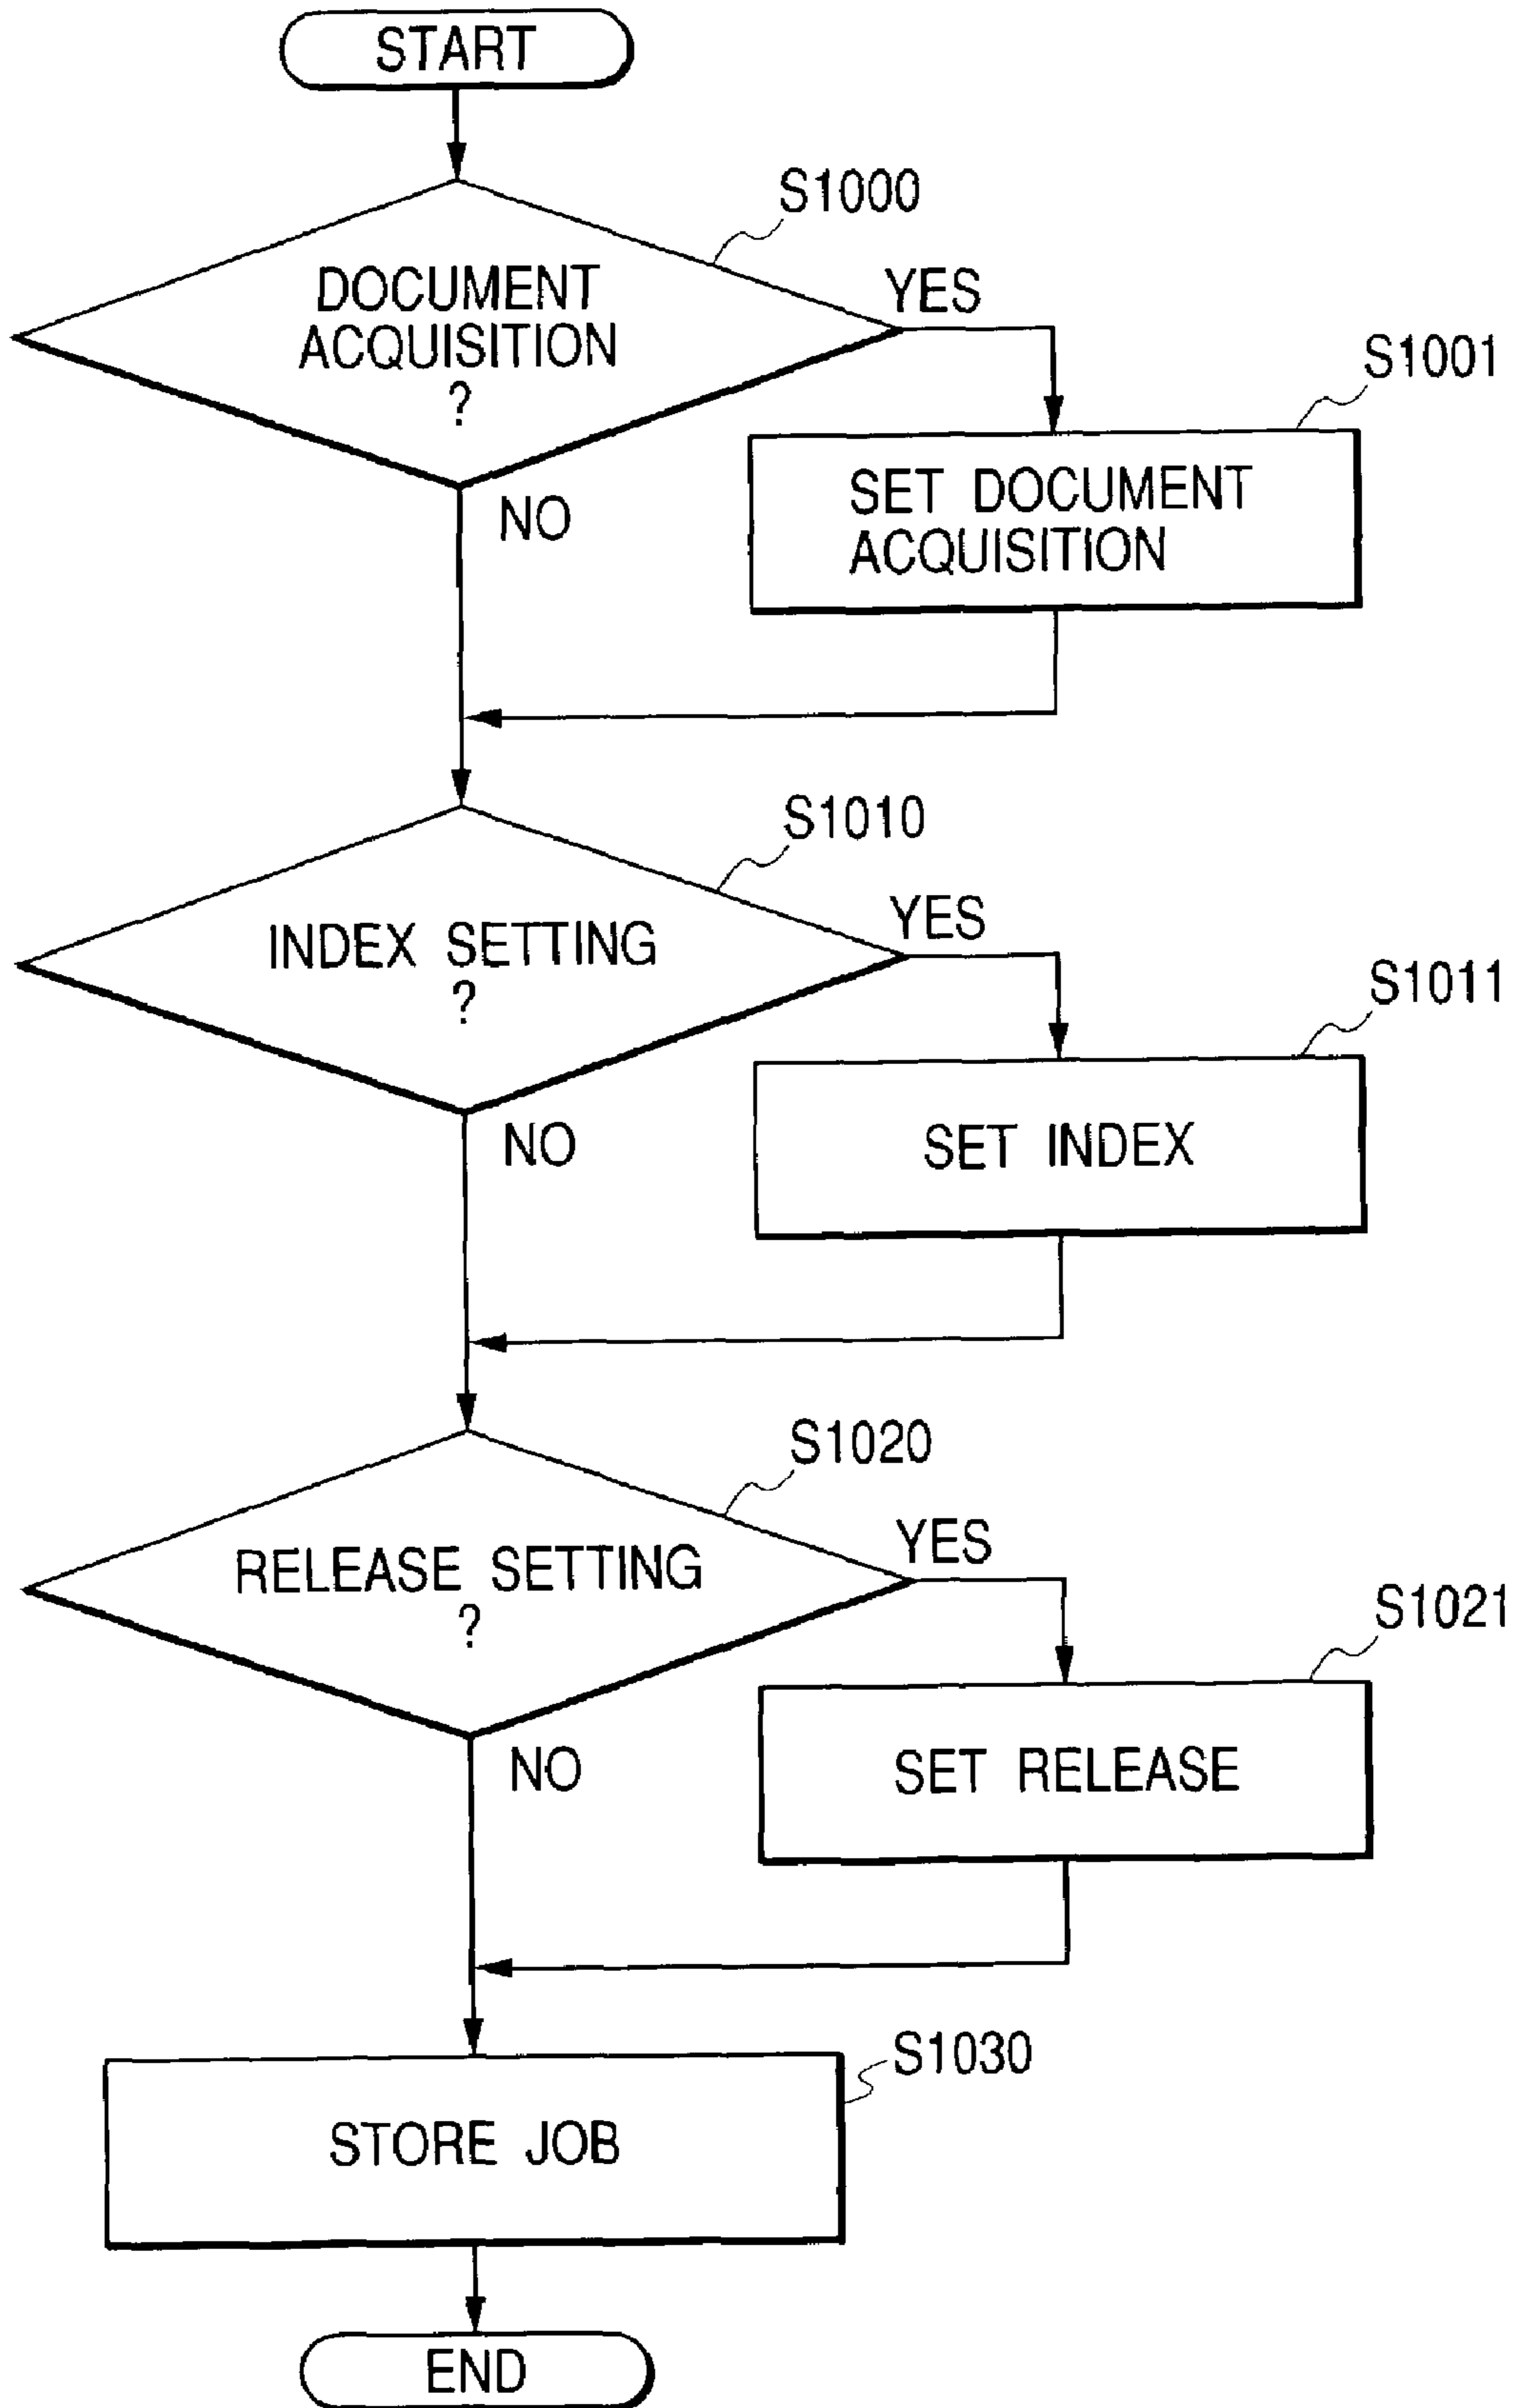 START
S1000
DOCUMENT
ACQUISITION
?
YES
NO
S1001
SET DOCUMENT
ACQUISITION
S1010
INDEX SETTING
?
YES
NO
S1011
SET INDEX
S1020
RELEASE SETTING
?
YES
NO
S1021
SET RELEASE
S1030
STORE JOB
END